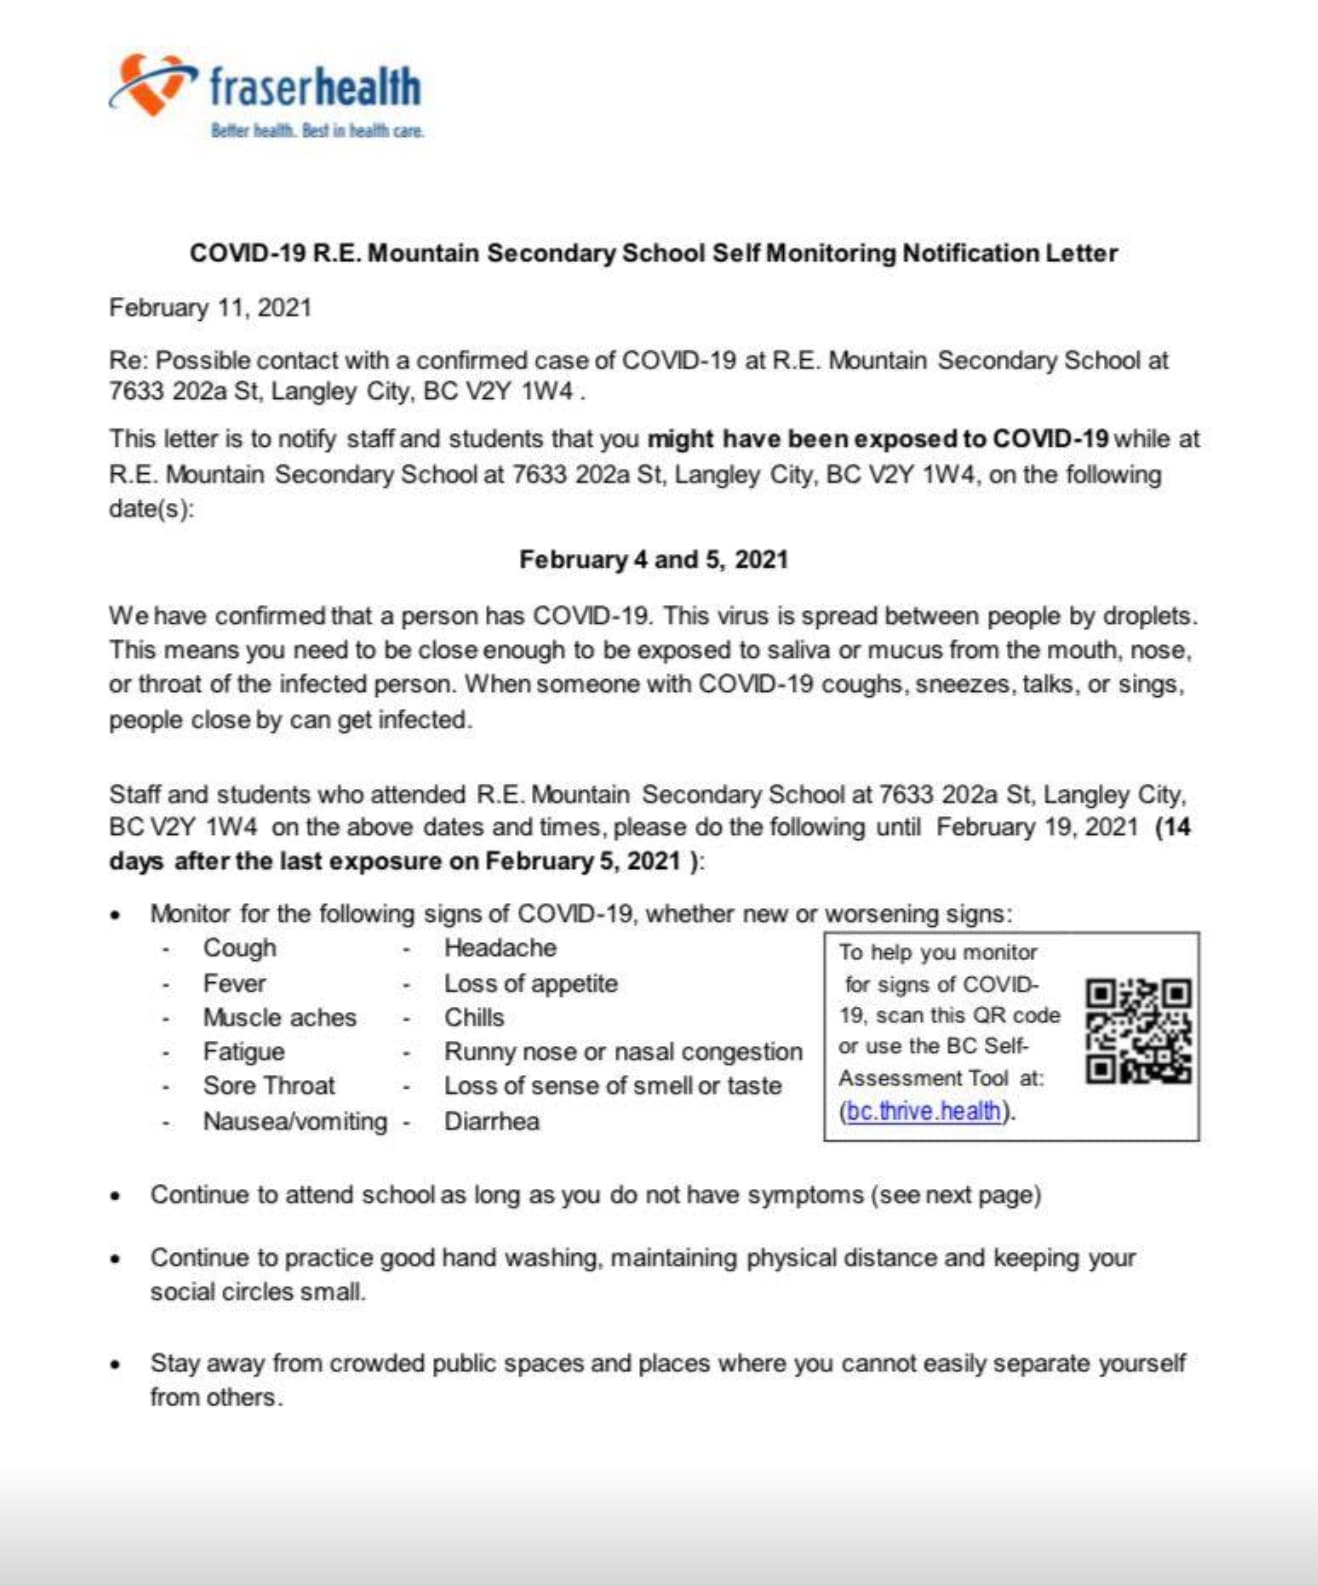 fraserhealth
Better health. Best in health care.
COVID-19 R.E. Mountain Secondary School Self Monitoring Notification Letter
February 11, 2021
Re: Possible contact with a confirmed case of COVID-19 at R.E. Mountain Secondary School at
7633 202a St, Langley City, BC V2Y 1W4 .
This letter is to notify staff and students that you might have been exposed to COVID-19 while at
R.E. Mountain Secondary School at 7633 202a St, Langley City, BC V2Y 1W4, on the following
date(s):
February 4 and 5, 2021
We have confirmed that a person has COVID-19. This virus is spread between people by droplets.
This means you need to be close enough to be exposed to saliva or mucus from the mouth, nose,
or throat of the infected person. When someone with COVID-19 coughs, sneezes, talks, or sings,
people close by can get infected.
Staff and students who attended R.E. Mountain Secondary School at 7633 202a St, Langley City,
BC V2Y 1W4 on the above dates and times, please do the following until February 19, 2021 (14
days after the last exposure on February 5, 2021 ):
• Monitor for the following signs of COVID-19, whether new or worsening signs:
- Cough
- Fever
- Muscle aches
- Fatigue
- Sore Throat
- Nausea/vomiting
- Headache
- Loss of appetite
- Chills
- Runny nose or nasal congestion
- Loss of sense of smell or taste
- Diarrhea
To help you monitor
for signs of COVID-
19, scan this QR code
or use the BC Self-
Assessment Tool at:
(bc.thrive.health).
• Continue to attend school as long as you do not have symptoms (see next page)
• Continue to practice good hand washing, maintaining physical distance and keeping your
social circles small.
• Stay away from crowded public spaces and places where you cannot easily separate yourself
from others.